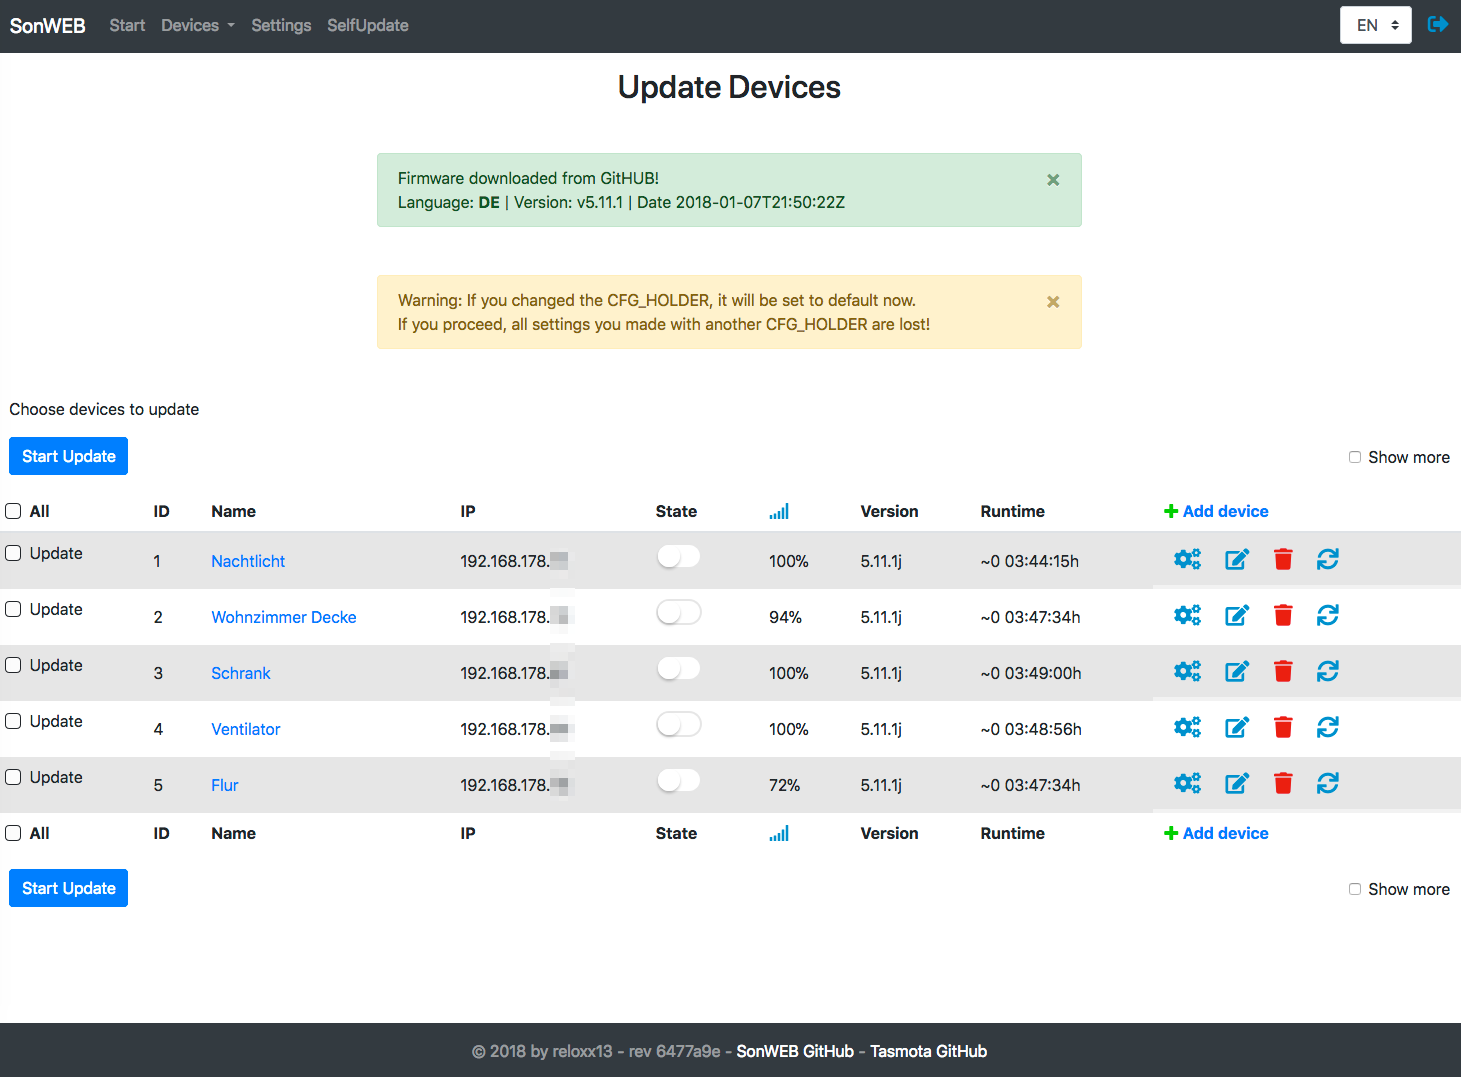 SonWEB Start Devices Settings SelfUpdate EN
Update Devices
Firmware downloaded from GitHUB!
Language: DE | Version: v5.11.1 | Date 2018-01-07T21:50:22Z
Warning: If you changed the CFG_HOLDER, it will be set to default now.
If you proceed, all settings you made with another CFG_HOLDER are lost!
Choose devices to update
Start Update Show more
All ID Name IP State Version Runtime Add device
Update 1 Nachtlicht 192.168.178. 100% 5.11.1j ~0 03:44:15h
Update 2 Wohnzimmer Decke 192.168.178. 94% 5.11.1j ~0 03:47:34h
Update 3 Schrank 192.168.178. 100% 5.11.1j ~0 03:49:00h
Update 4 Ventilator 192.168.178. 100% 5.11.1j ~0 03:48:56h
Update 5 Flur 192.168.178. 72% 5.11.1j ~0 03:47:34h
All ID Name IP State Version Runtime Add device
Start Update Show more
© 2018 by reloxx13 - rev 6477a9e - SonWEB GitHub - Tasmota GitHub